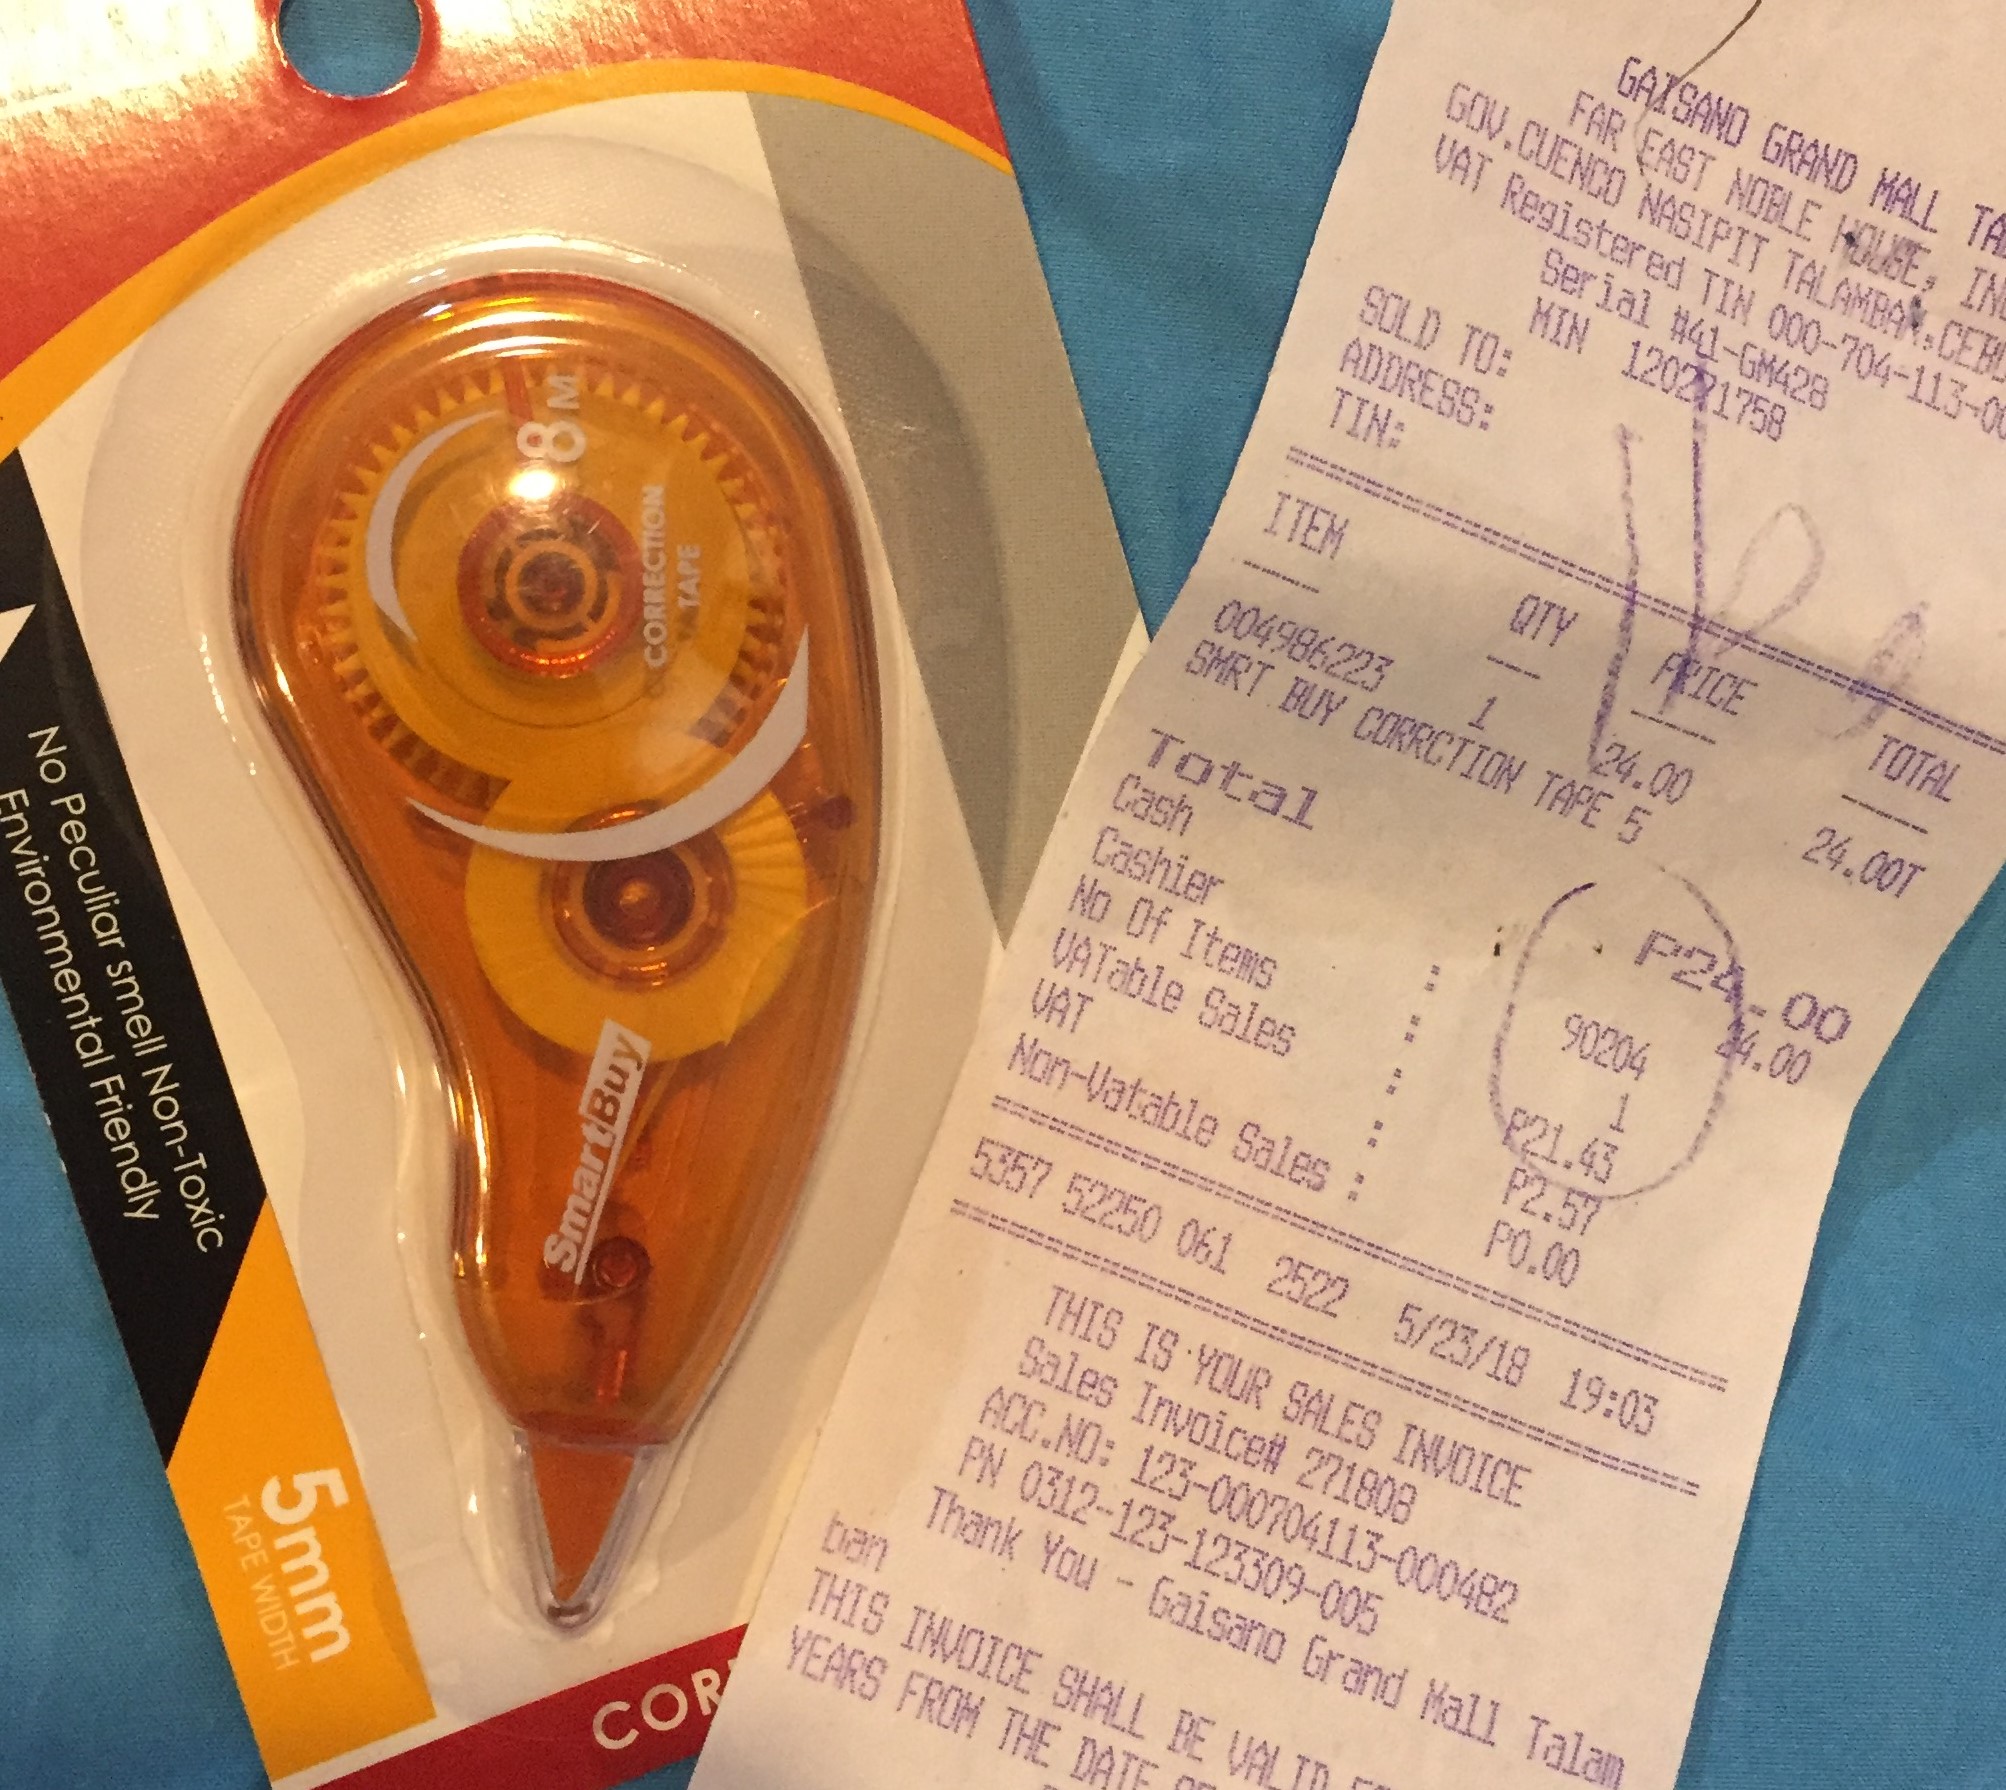 8M
CORRECTION
TAPE
SmartBuy
No Peculiar smell Non-Toxic
Environmental Friendly
5mm
TAPE WIDTH
COR
GAISANO GRAND MALL TA
FAR EAST NOBLE HOUSE, IN
GOV.CUENCO NASIPIT TALAMBAN.CEBU
VAT Registered TIN 000-704-113-00
Serial #41-GM428
MIN 120221758
SOLD TO:
ADDRESS:
TIN:
ITEM QTY PRICE TOTAL
004986223 1 24.00 24.00T
SMRT BUY CORRCTION TAPE 5
Total P24.00
Cash 24.00
Cashier : 90204
No Of Items : 1
VATable Sales : P21.43
VAT : P2.57
Non-Vatable Sales : P0.00
5357 52250 061 2522 5/23/18 19:03
THIS IS YOUR SALES INVOICE
Sales Invoice# 271808
ACC.NO: 123-000704113-000482
PN 0312-123-123309-005
Thank You - Gaisano Grand Mall Talam
ban
THIS INVOICE SHALL BE VALID
YEARS FROM THE DATE